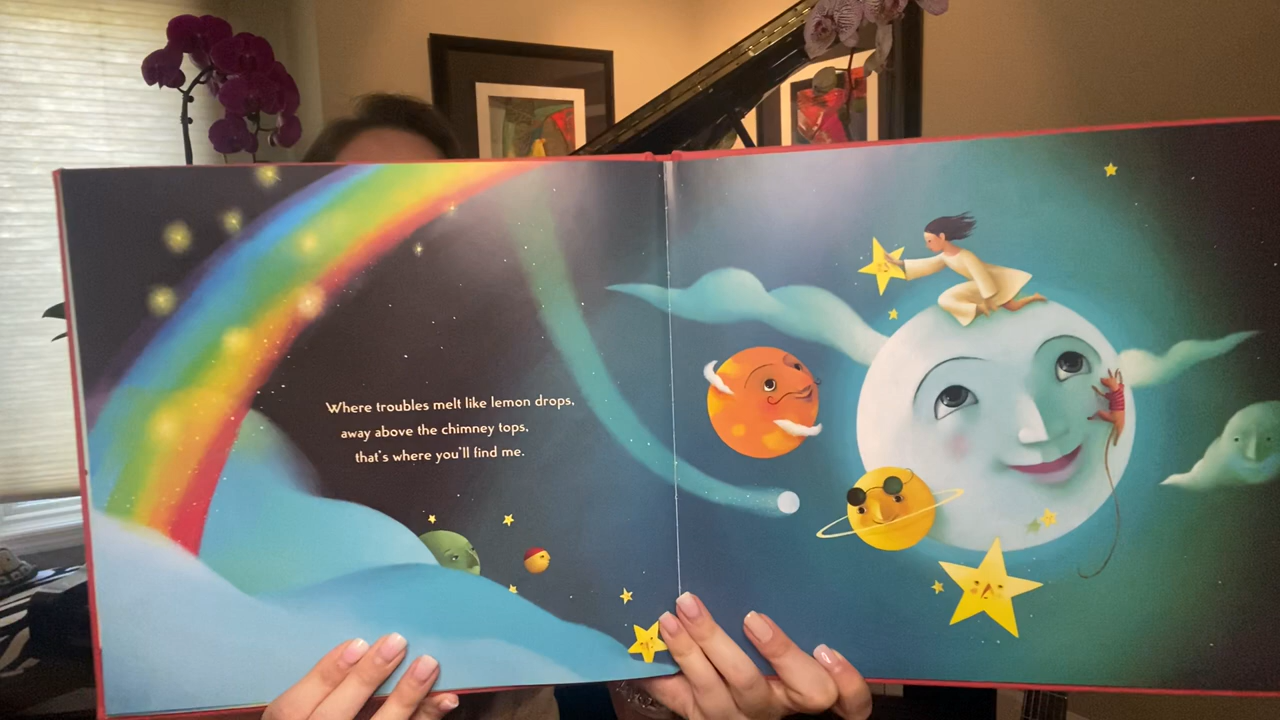 Where troubles melt like lemon drops,
away above the chimney tops,
that's where you'll find me.